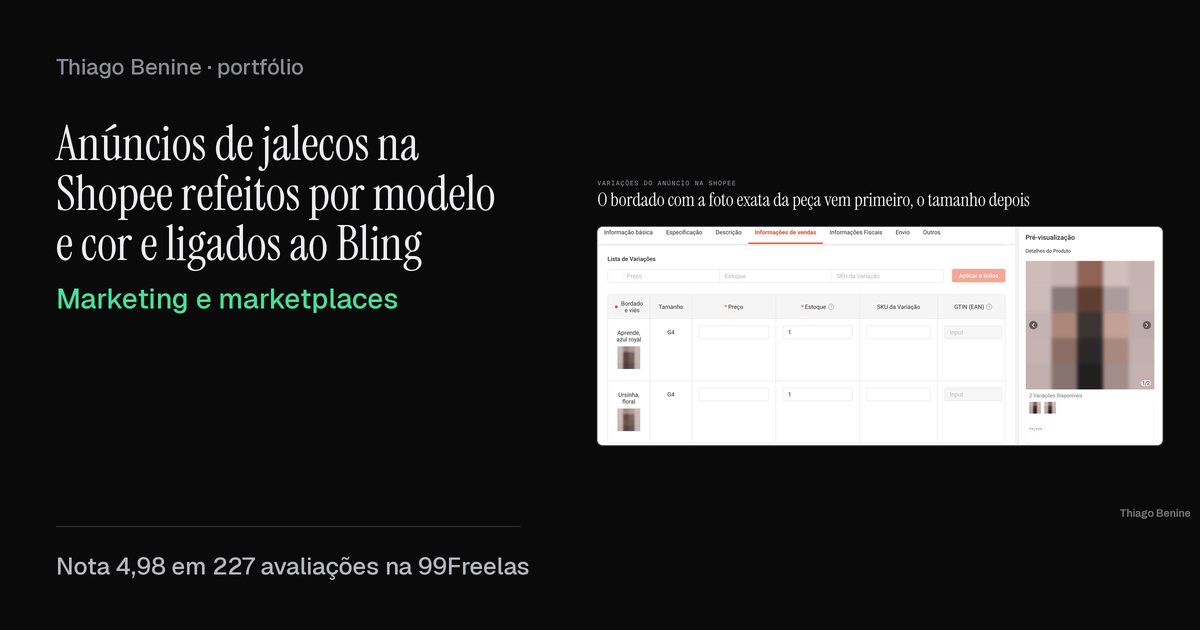 Thiago Benine · portfólio
Anúncios de jalecos na
Shopee refeitos por modelo
e cor e ligados ao Bling
Marketing e marketplaces
Nota 4,98 em 227 avaliações na 99Freelas
VARIAÇÕES DO ANÚNCIO NA SHOPEE
O bordado com a foto exata da peça vem primeiro, o tamanho depois
Informação básica Especificação Descrição Informações de vendas Informações Fiscais Envio Outros
Lista de Variações
Preço Estoque SKU da Variação Aplicar a todos
Bordado e viés Tamanho * Preço * Estoque SKU da Variação GTIN (EAN)
Aprende, azul royal G4 1 Input
Ursinha, floral G4 1 Input
Pré-visualização
Detalhes do Produto
1/2
2 Variações Disponíveis
Thiago Benine